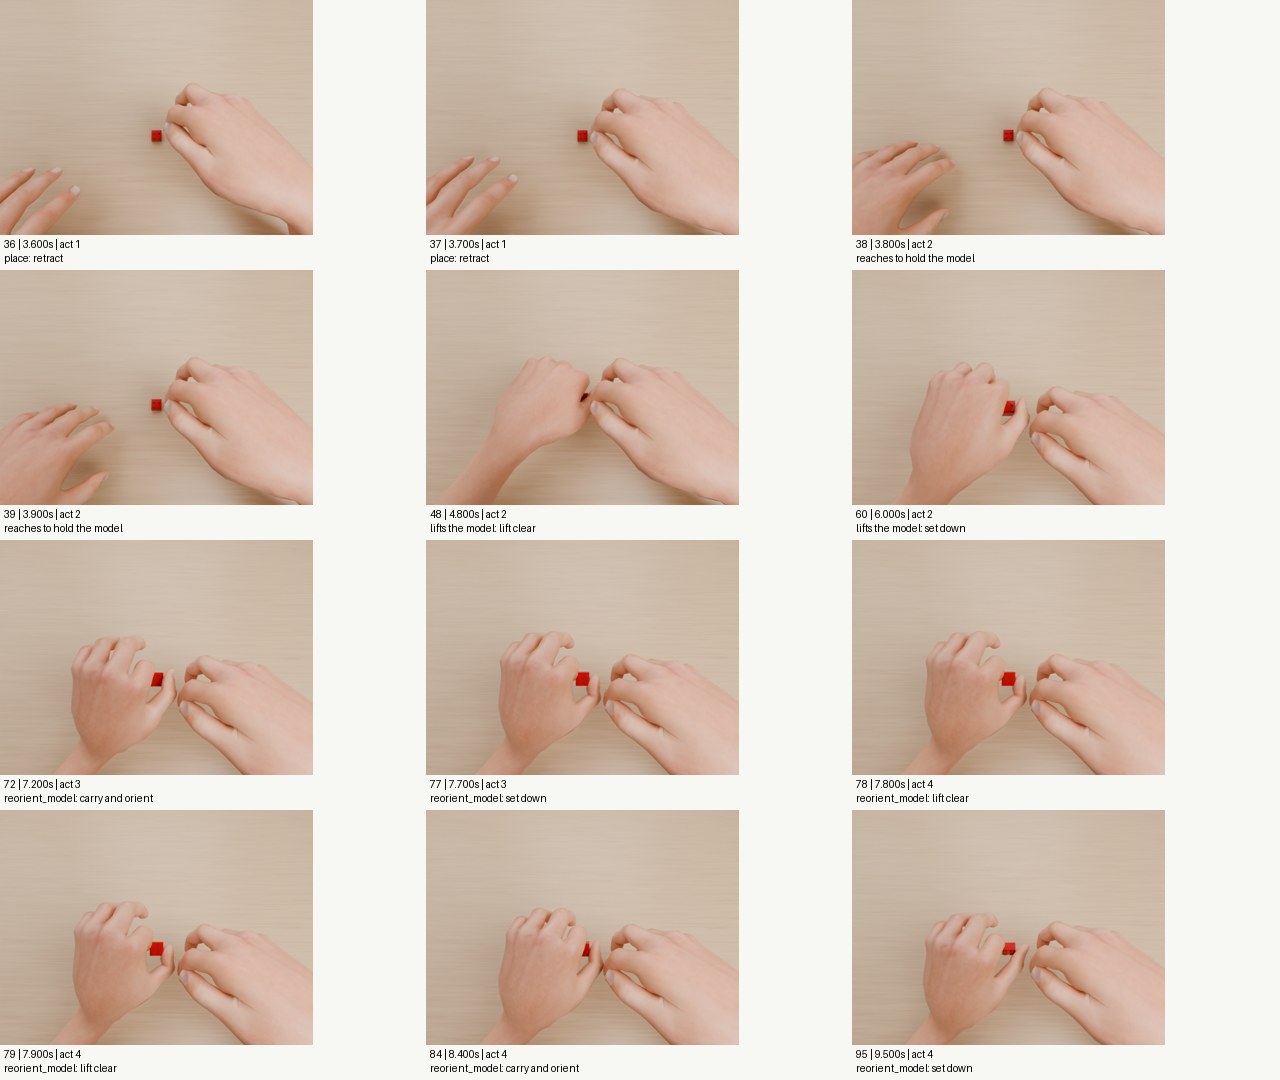 36 | 3.600s | act 1
place: retract
37 | 3.700s | act 1
place: retract
38 | 3.800s | act 2
reaches to hold the model
39 | 3.900s | act 2
reaches to hold the model
48 | 4.800s | act 2
lifts the model: lift clear
60 | 6.000s | act 2
lifts the model: set down
72 | 7.200s | act 3
reorient_model: carry and orient
77 | 7.700s | act 3
reorient_model: set down
78 | 7.800s | act 4
reorient_model: lift clear
79 | 7.900s | act 4
reorient_model: lift clear
84 | 8.400s | act 4
reorient_model: carry and orient
95 | 9.500s | act 4
reorient_model: set down